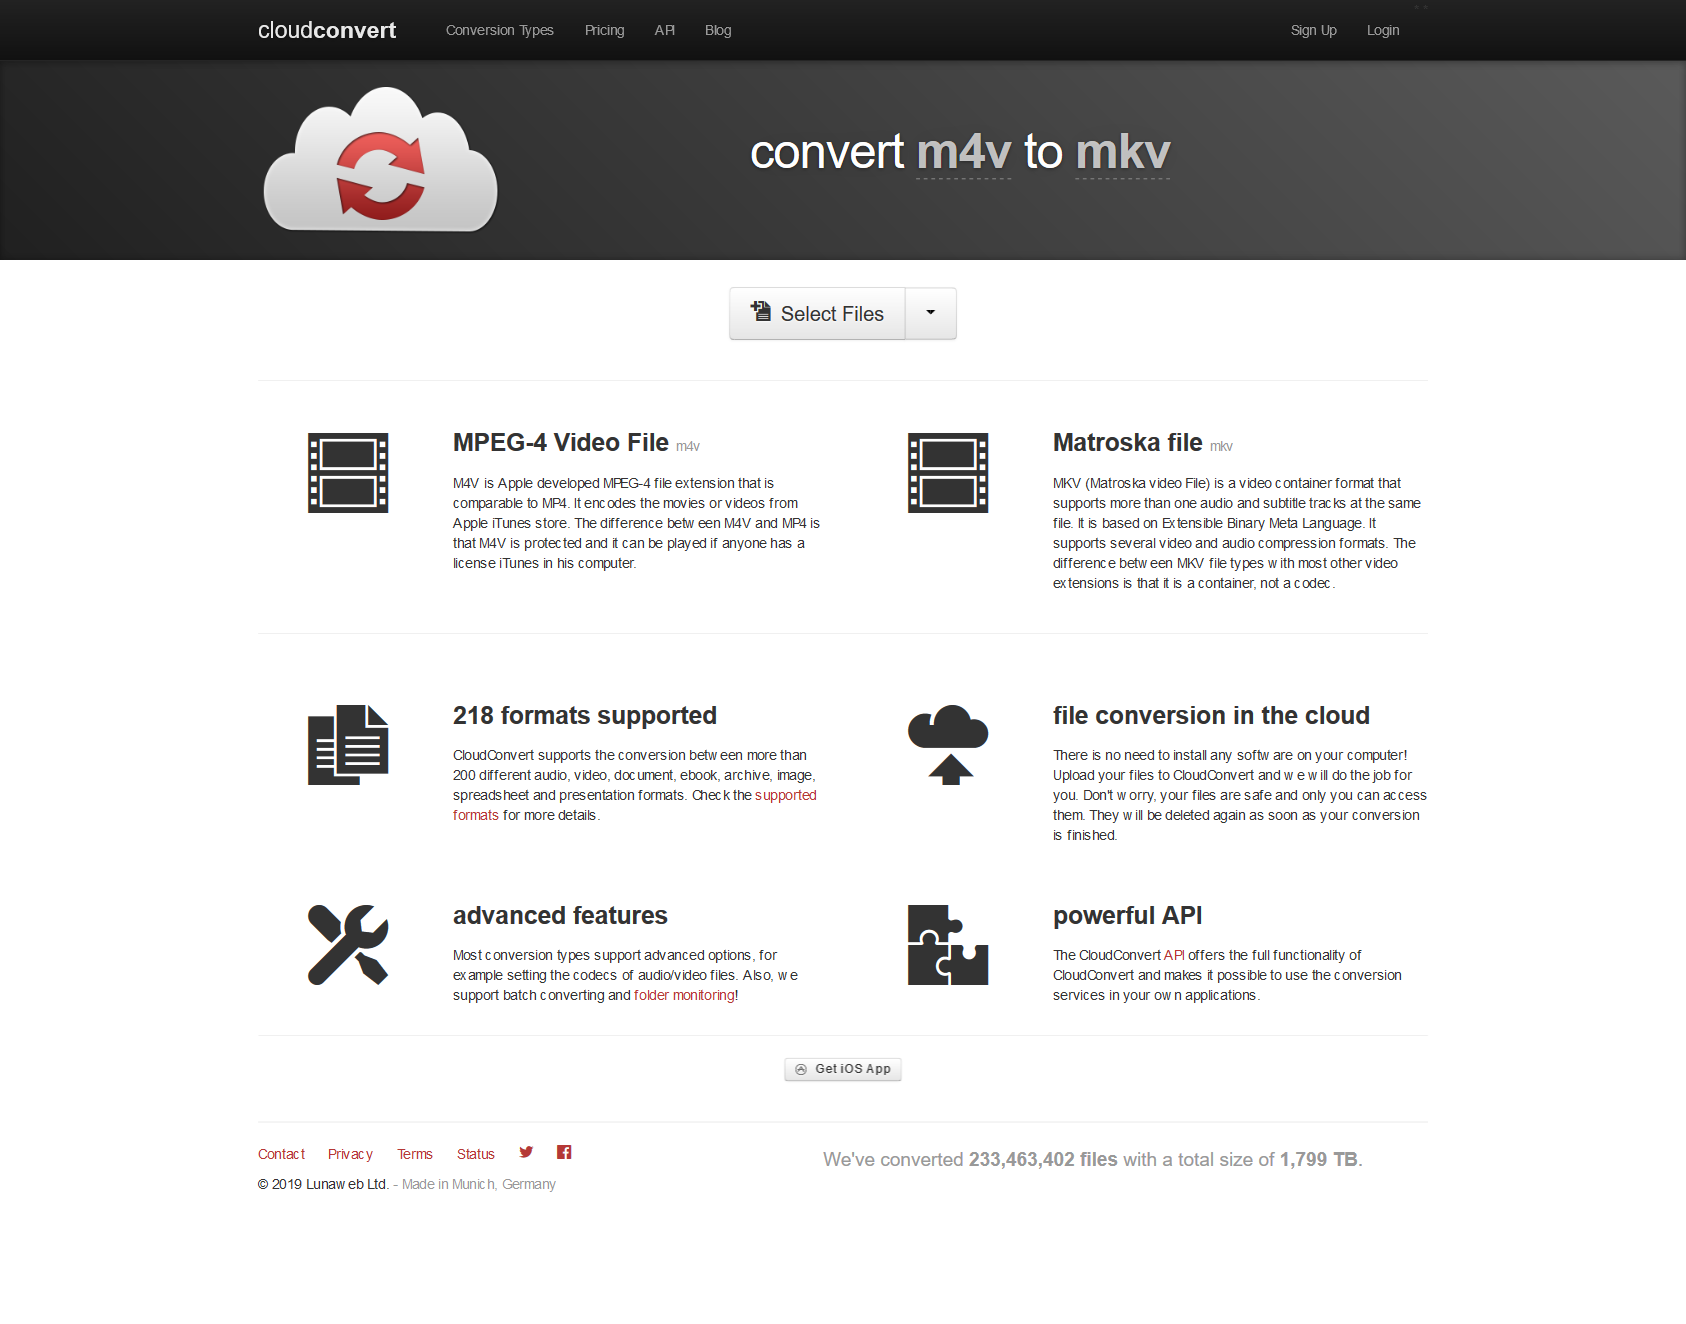 cloudconvert
Conversion Types
Pricing
API
Blog
Sign Up
Login
convert m4v to mkv
Select Files
MPEG-4 Video File m4v
M4V is Apple developed MPEG-4 file extension that is
comparable to MP4. It encodes the movies or videos from
Apple iTunes store. The difference between M4V and MP4 is
that M4V is protected and it can be played if anyone has a
license iTunes in his computer.
Matroska file mkv
MKV (Matroska video File) is a video container format that
supports more than one audio and subtitle tracks at the same
file. It is based on Extensible Binary Meta Language. It
supports several video and audio compression formats. The
difference between MKV file types with most other video
extensions is that it is a container, not a codec.
218 formats supported
CloudConvert supports the conversion between more than
200 different audio, video, document, ebook, archive, image,
spreadsheet and presentation formats. Check the supported
formats for more details.
file conversion in the cloud
There is no need to install any software on your computer!
Upload your files to CloudConvert and we will do the job for
you. Don't worry, your files are safe and only you can access
them. They will be deleted again as soon as your conversion
is finished.
advanced features
Most conversion types support advanced options, for
example setting the codecs of audio/video files. Also, we
support batch converting and folder monitoring!
powerful API
The CloudConvert API offers the full functionality of
CloudConvert and makes it possible to use the conversion
services in your own applications.
Get iOS App
Contact
Privacy
Terms
Status
© 2019 Lunaweb Ltd. - Made in Munich, Germany
We've converted 233,463,402 files with a total size of 1,799 TB.